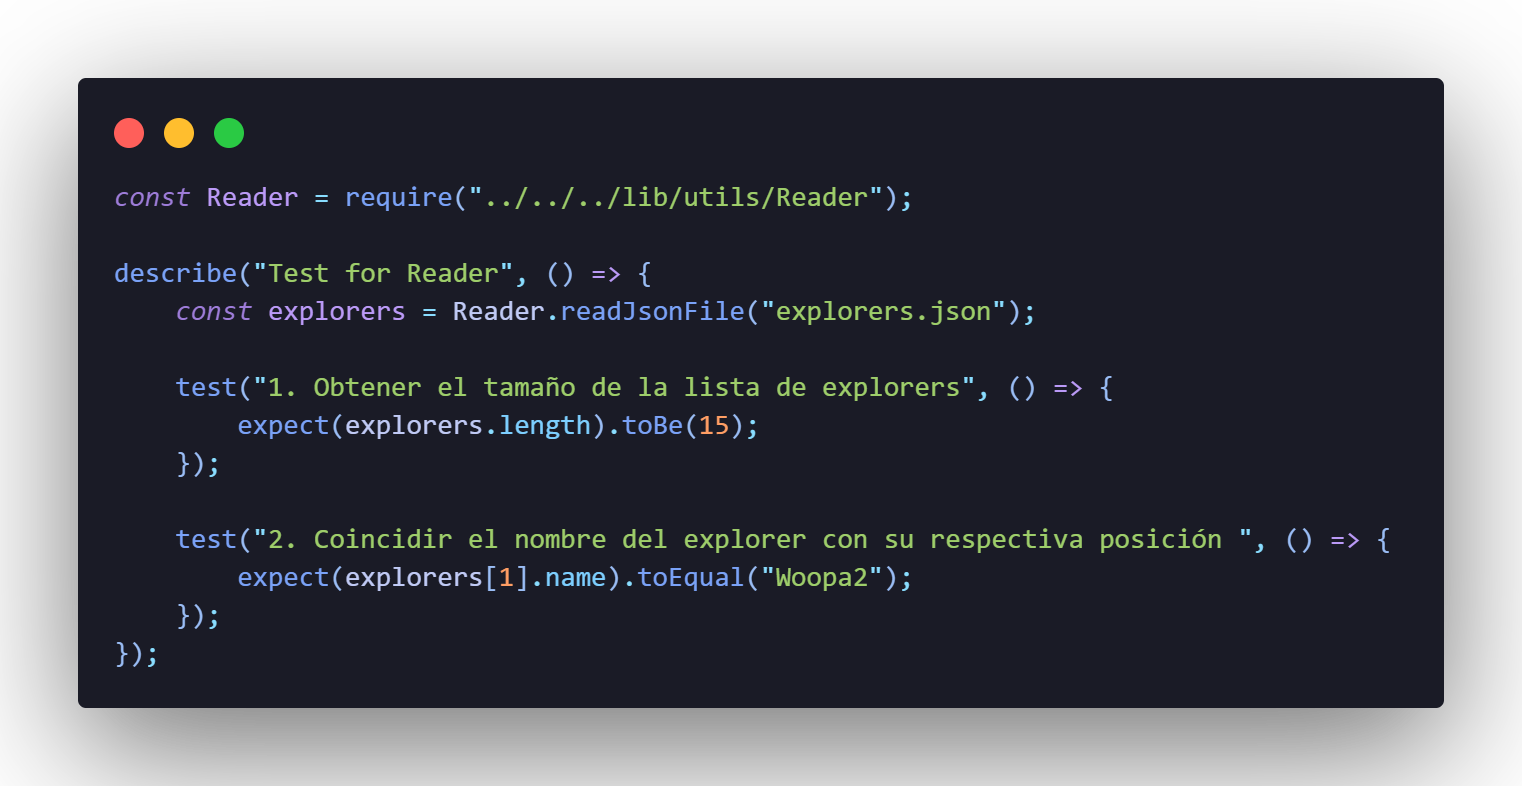 const Reader = require("../../../lib/utils/Reader");
describe("Test for Reader", () => {
    const explorers = Reader.readJsonFile("explorers.json");
    test("1. Obtener el tamaño de la lista de explorers", () => {
        expect(explorers.length).toBe(15);
    });
    test("2. Coincidir el nombre del explorer con su respectiva posición ", () => {
        expect(explorers[1].name).toEqual("Woopa2");
    });
});